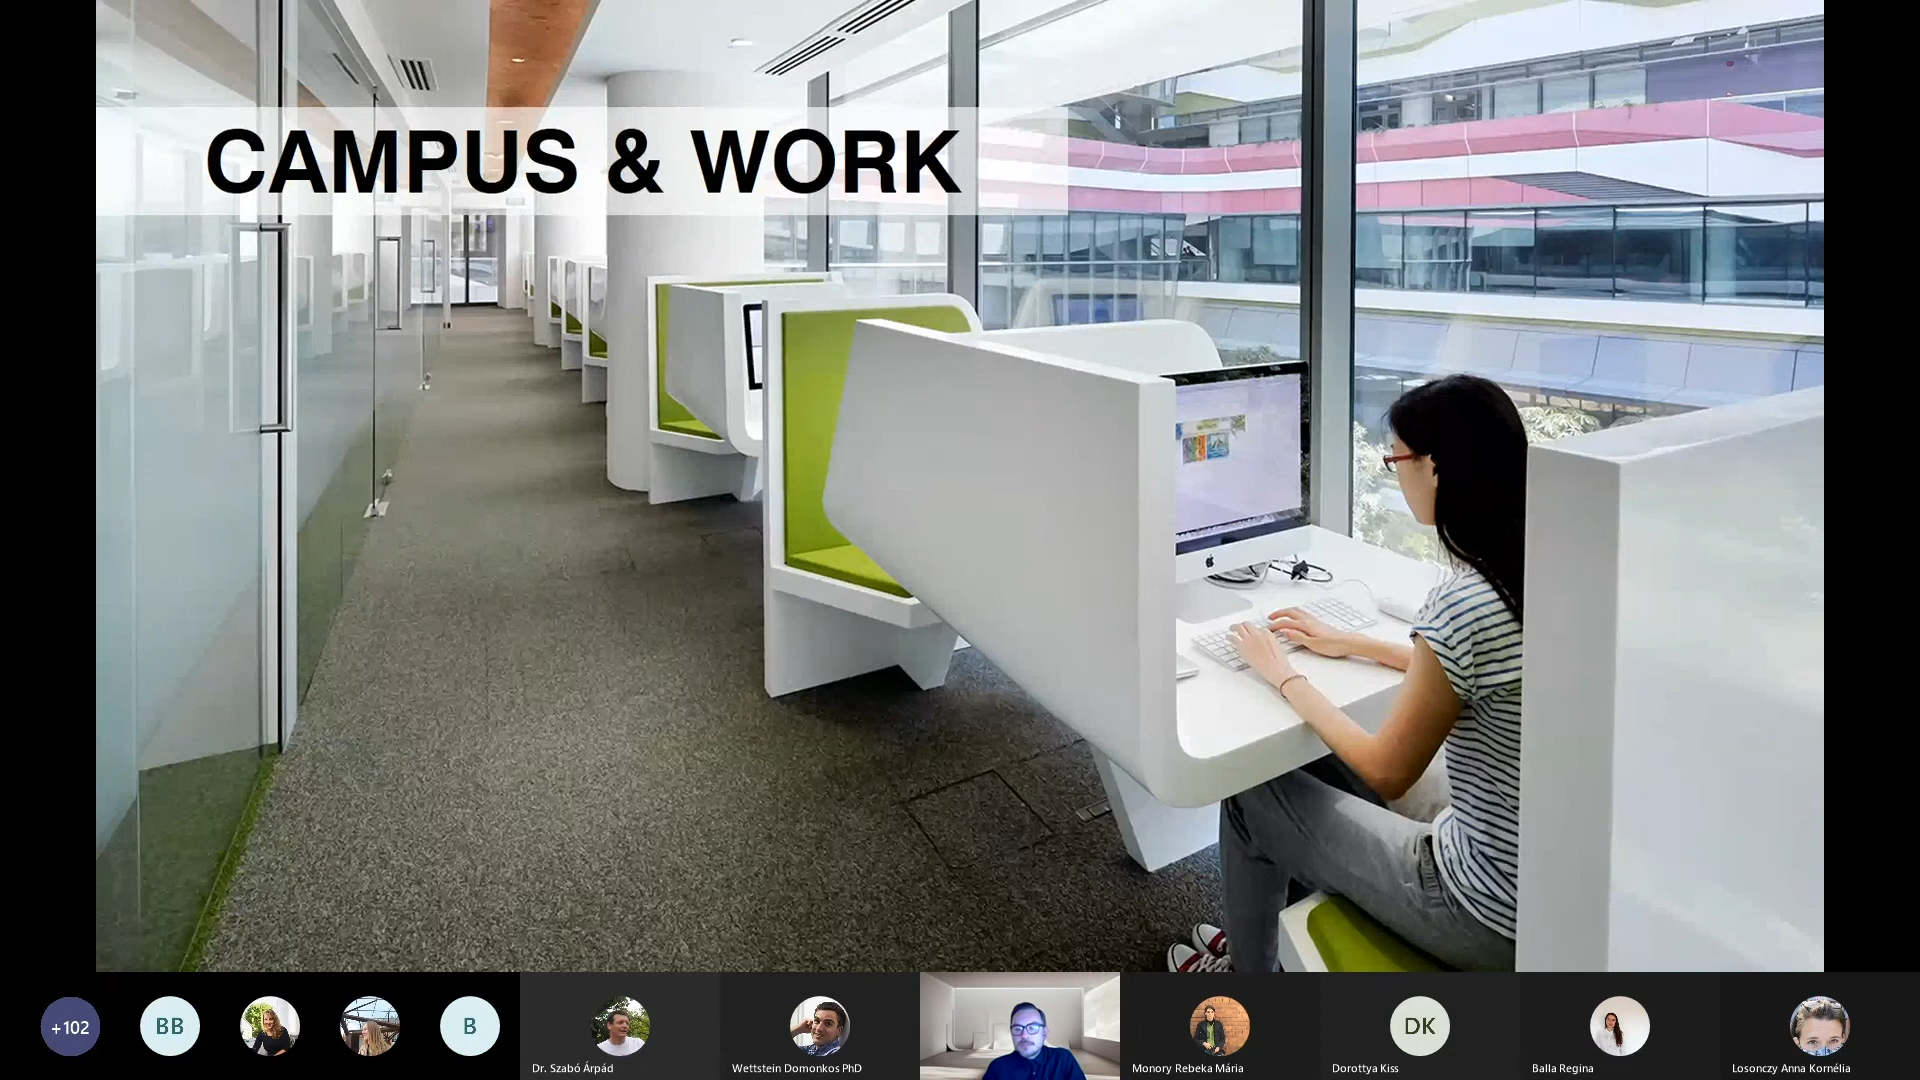 CAMPUS & WORK
+102
BB
B
Dr. Szabó Árpád
Wettstein Domonkos PhD
Monory Rebeka Mária
DK
Dorottya Kiss
Balla Regina
Losonczy Anna Kornélia